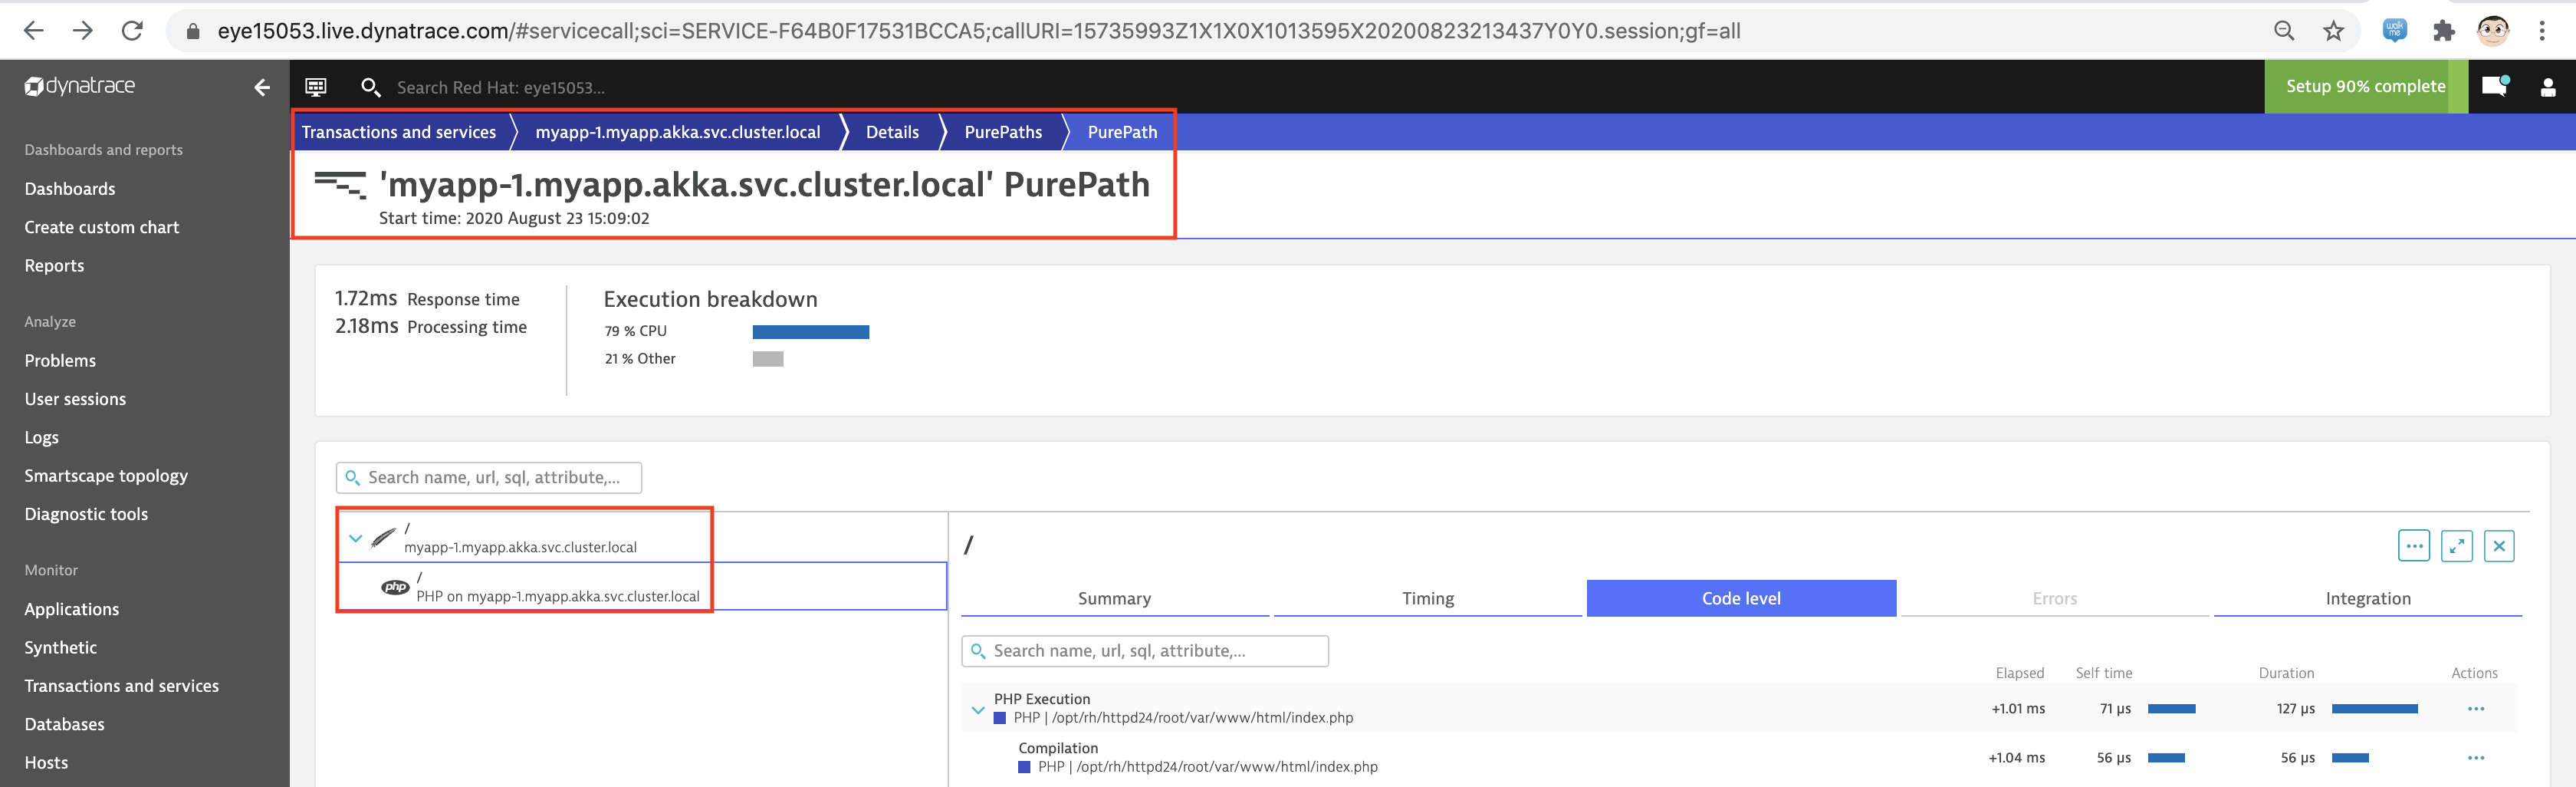 eye15053.live.dynatrace.com/#servicecall;sci=SERVICE-F64B0F17531BCCA5;callURI=15735993Z1X1X0X1013595X20200823213437Y0Y0.session;gf=all
walk me
dynatrace
Search Red Hat: eye15053...
Setup 90% complete
Dashboards and reports
Dashboards
Create custom chart
Reports
Analyze
Problems
User sessions
Logs
Smartscape topology
Diagnostic tools
Monitor
Applications
Synthetic
Transactions and services
Databases
Hosts
Transactions and services myapp-1.myapp.akka.svc.cluster.local Details PurePaths PurePath
'myapp-1.myapp.akka.svc.cluster.local' PurePath
Start time: 2020 August 23 15:09:02
1.72ms Response time
2.18ms Processing time
Execution breakdown
79 % CPU
21 % Other
Search name, url, sql, attribute,...
/
myapp-1.myapp.akka.svc.cluster.local
php /
PHP on myapp-1.myapp.akka.svc.cluster.local
/
Summary Timing Code level Errors Integration
Search name, url, sql, attribute,...
Elapsed Self time Duration Actions
PHP Execution
PHP | /opt/rh/httpd24/root/var/www/html/index.php +1.01 ms 71 µs 127 µs ...
Compilation
PHP | /opt/rh/httpd24/root/var/www/html/index.php +1.04 ms 56 µs 56 µs ...